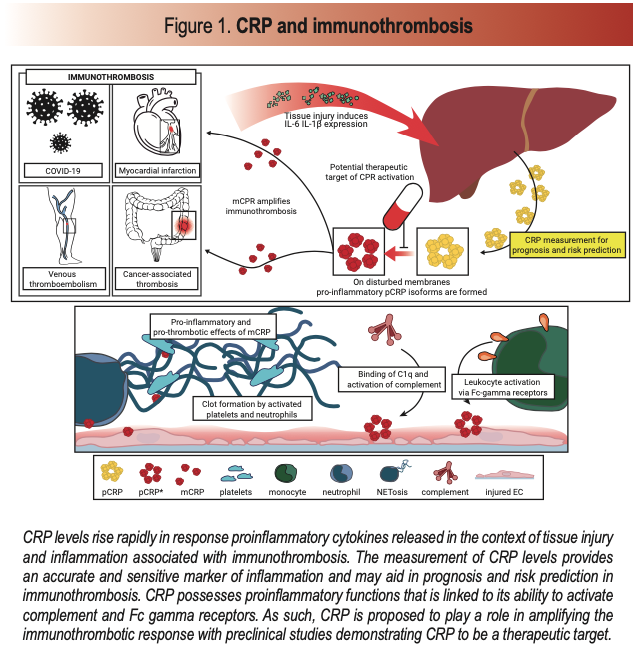 Figure 1. CRP and immunothrombosis
IMMUNOTHROMBOSIS
COVID-19
Myocardial infarction
Venous
thromboembolism
Cancer-associated
thrombosis
Tissue injury induces
IL-6 IL-1β expression
mCPR amplifies
immunothrombosis
Potential therapeutic
target of CPR activation
CRP measurement for
prognosis and risk prediction
On disturbed membranes
pro-inflammatory pCRP isoforms are formed
Pro-inflammatory and
pro-thrombotic effects of mCRP
Clot formation by activated
platelets and neutrophils
Binding of C1q and
activation of complement
Leukocyte activation
via Fc-gamma receptors
pCRP
pCRP*
mCRP
platelets
monocyte
neutrophil
NETosis
complement
injured EC
CRP levels rise rapidly in response proinflammatory cytokines released in the context of tissue injury
and inflammation associated with immunothrombosis. The measurement of CRP levels provides
an accurate and sensitive marker of inflammation and may aid in prognosis and risk prediction in
immunothrombosis. CRP possesses proinflammatory functions that is linked to its ability to activate
complement and Fc gamma receptors. As such, CRP is proposed to play a role in amplifying the
immunothrombotic response with preclinical studies demonstrating CRP to be a therapeutic target.